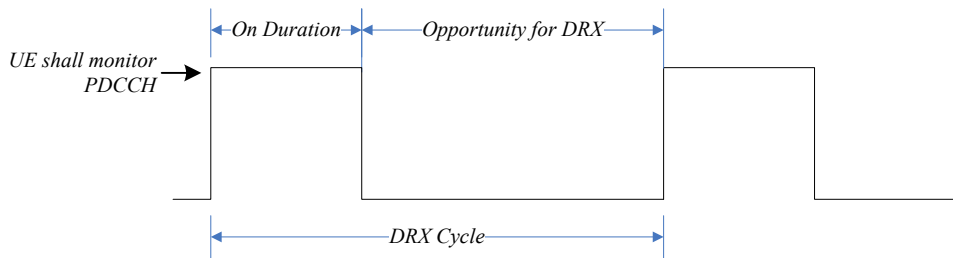 On Duration
Opportunity for DRX
UE shall monitor
PDCCH
DRX Cycle